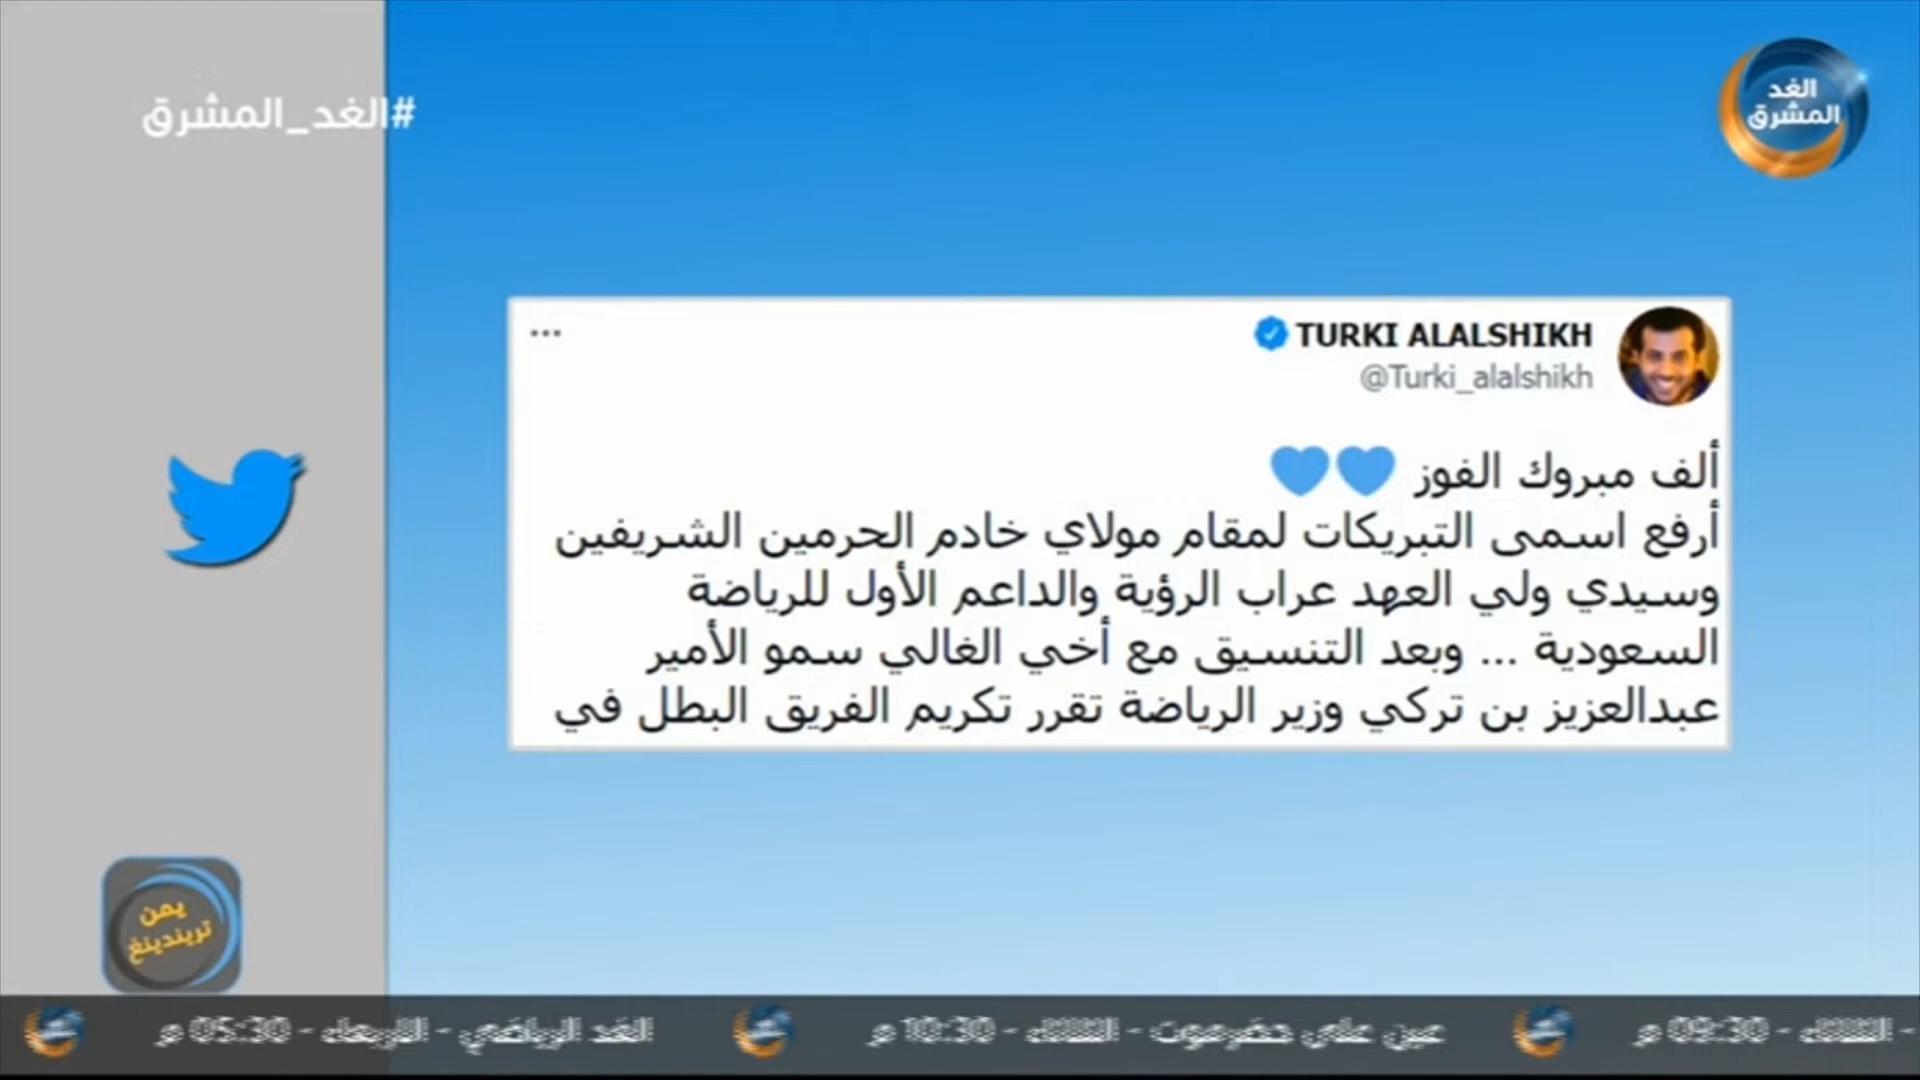 #الغد_المشرق
الغد
المشرق
TURKI ALALSHIKH
@Turki_alalshikh
ألف مبروك الفوز 💙💙
أرفع اسمى التبريكات لمقام مولاي خادم الحرمين الشريفين
وسيدي ولي العهد عراب الرؤية والداعم الأول للرياضة
السعودية ... وبعد التنسيق مع أخي الغالي سمو الأمير
عبدالعزيز بن تركي وزير الرياضة تقرر تكريم الفريق البطل في
يمن
تريندينغ
- الثلاثاء - 09:30 م عين على حضرموت - الثلاثاء - 10:30 م الغد الرياضي - الأربعاء - 05:30 م